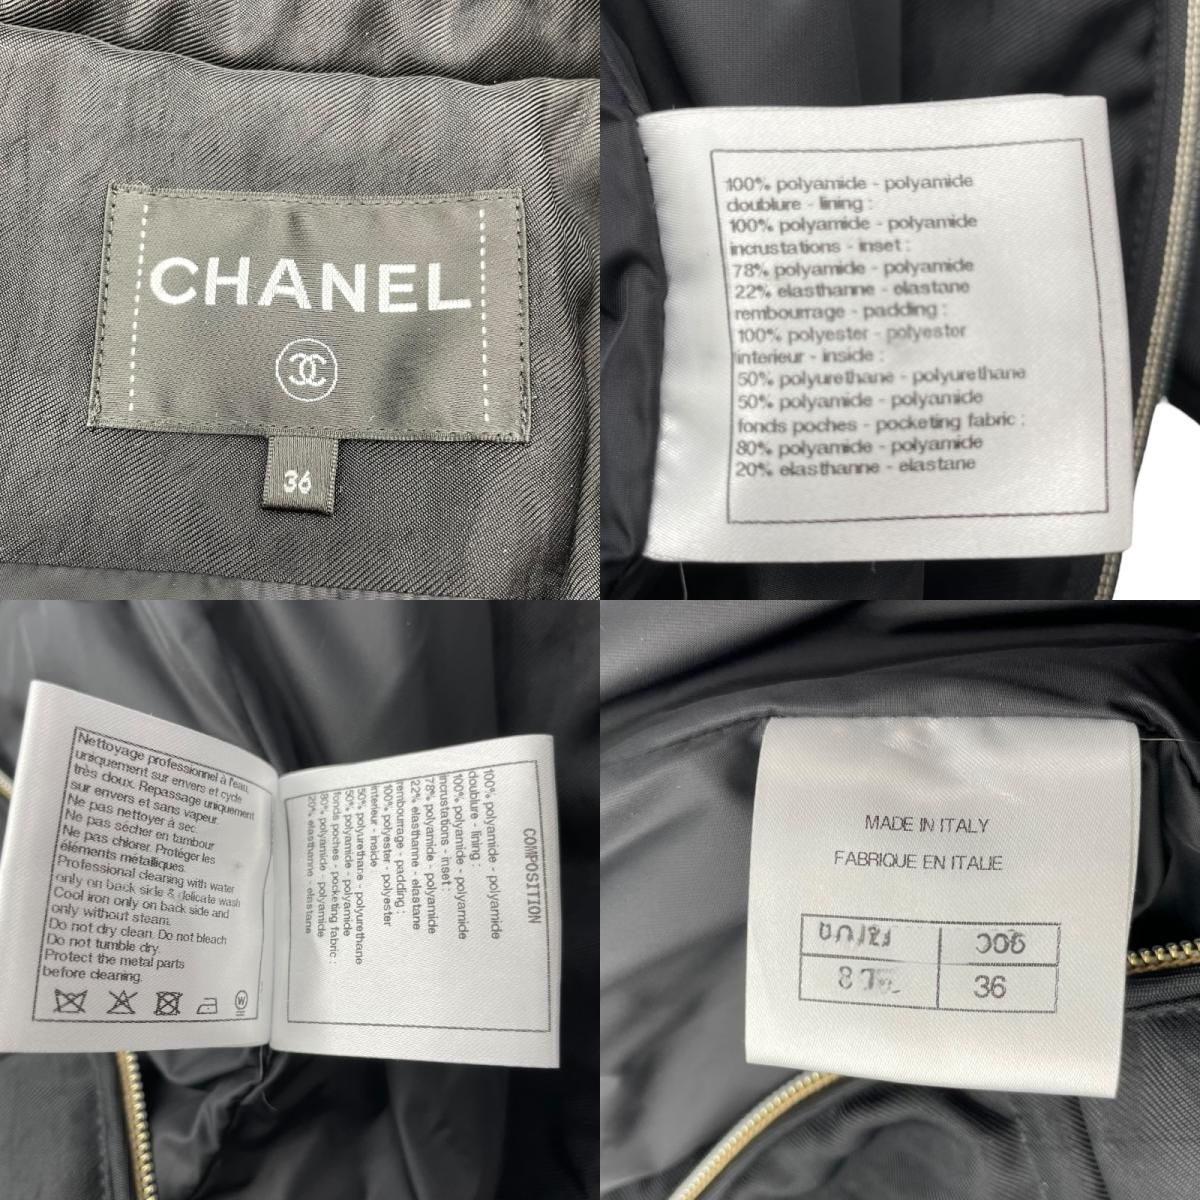 CHANEL
36
100% polyamide - polyamide
doublure - lining :
100% polyamide - polyamide
incrustations - inset :
78% polyamide - polyamide
22% elasthanne - elastane
rembourrage - padding :
100% polyester - polyester
interieur - inside :
50% polyurethane - polyurethane
50% polyamide - polyamide
fonds poches - pocketing fabric :
80% polyamide - polyamide
20% elasthanne - elastane
Nettoyage professionnel à l'eau,
uniquement sur envers et cycle
très doux. Repassage uniquement
sur envers et sans vapeur.
Ne pas nettoyer à sec.
Ne pas sécher en tambour
Ne pas chlorer. Protéger les
éléments métalliques.
Professional cleaning with water
only on back side & delicate wash
Cool iron only on back side and
only without steam.
Do not dry clean. Do not bleach
Do not tumble dry.
Protect the metal parts
before cleaning.
W
COMPOSITION
100% polyamide - polyamide
doublure - lining :
100% polyamide - polyamide
incrustations - inset :
78% polyamide - polyamide
22% elasthanne - elastane
rembourrage - padding :
100% polyester - polyester
interieur - inside :
50% polyurethane - polyurethane
50% polyamide - polyamide
fonds poches - pocketing fabric :
80% polyamide - polyamide
20% elasthanne - elastane
MADE IN ITALY
FABRIQUE EN ITALIE
36